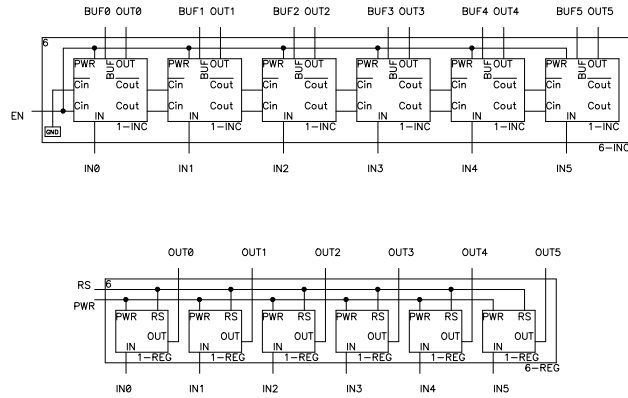 BUF0 OUT0 BUF1 OUT1 BUF2 OUT2 BUF3 OUT3 BUF4 OUT4 BUF5 OUT5
6
PWR BUF OUT PWR BUF OUT PWR BUF OUT PWR BUF OUT PWR BUF OUT PWR BUF OUT
Cin Cout Cin Cout Cin Cout Cin Cout Cin Cout Cin Cout
Cin Cout Cin Cout Cin Cout Cin Cout Cin Cout Cin Cout
EN
IN IN IN IN IN IN
GND 1-INC 1-INC 1-INC 1-INC 1-INC 1-INC
6-INC
IN0 IN1 IN2 IN3 IN4 IN5
OUT0 OUT1 OUT2 OUT3 OUT4 OUT5
RS 6
PWR
PWR RS PWR RS PWR RS PWR RS PWR RS PWR RS
OUT OUT OUT OUT OUT OUT
IN IN IN IN IN IN
1-REG 1-REG 1-REG 1-REG 1-REG 1-REG
6-REG
IN0 IN1 IN2 IN3 IN4 IN5